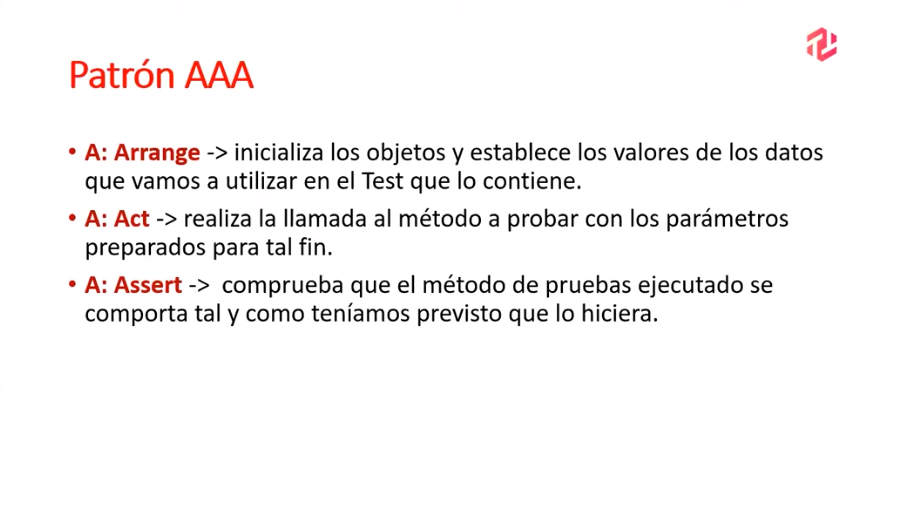 Patrón AAA
• A: Arrange -> inicializa los objetos y establece los valores de los datos
que vamos a utilizar en el Test que lo contiene.
• A: Act -> realiza la llamada al método a probar con los parámetros
preparados para tal fin.
• A: Assert -> comprueba que el método de pruebas ejecutado se
comporta tal y como teníamos previsto que lo hiciera.